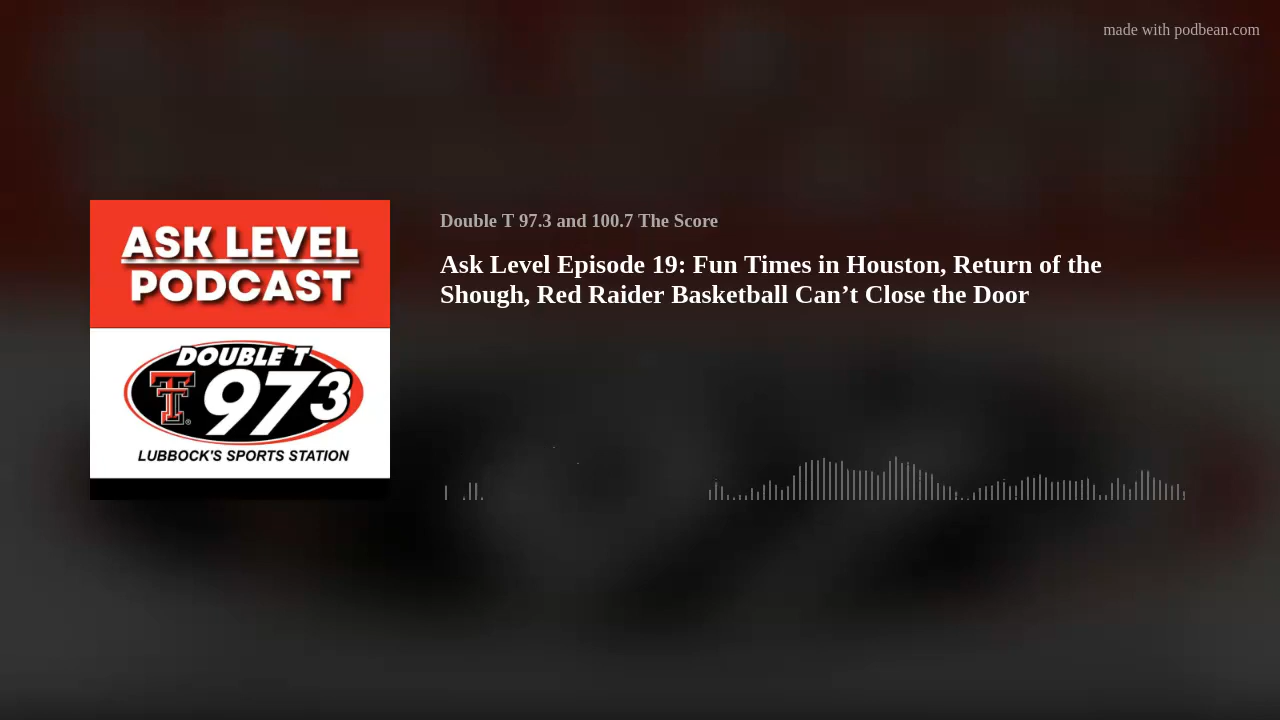 made with podbean.com
ASK LEVEL
PODCAST
DOUBLE T
T 973
LUBBOCK'S SPORTS STATION
Double T 97.3 and 100.7 The Score
Ask Level Episode 19: Fun Times in Houston, Return of the
Shough, Red Raider Basketball Can’t Close the Door